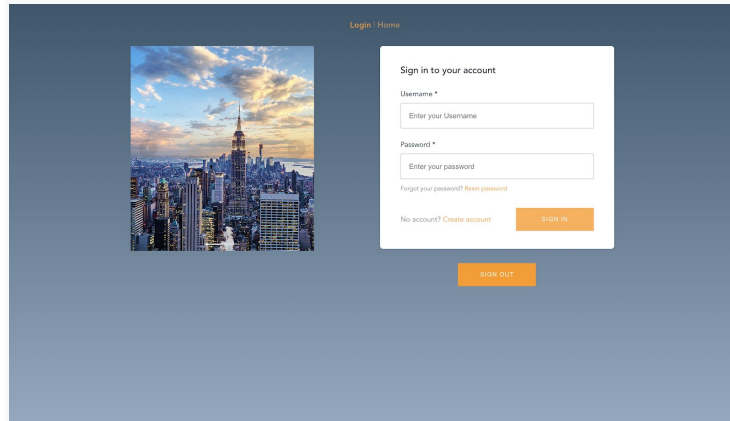 Login | Home
Sign in to your account
Username *
Enter your Username
Password *
Enter your password
Forgot your password? Reset password
No account? Create account
SIGN IN
SIGN OUT